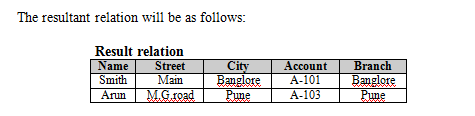 The resultant relation will be as follows:
Result relation
Name Street City Account Branch
Smith Main Banglore A-101 Banglore
Arun M.G.road Pune A-103 Pune